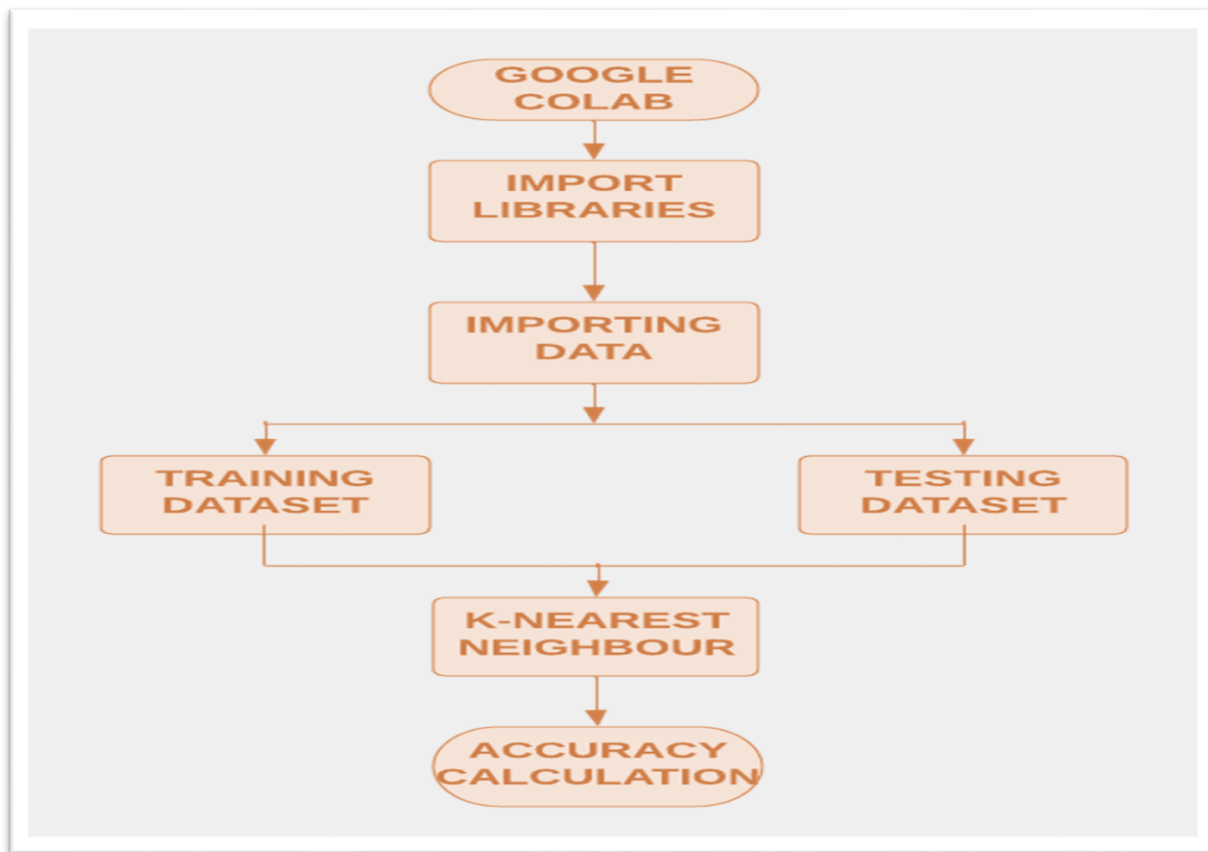 GOOGLE
COLAB
IMPORT
LIBRARIES
IMPORTING
DATA
TRAINING
DATASET
TESTING
DATASET
K-NEAREST
NEIGHBOUR
ACCURACY
CALCULATION